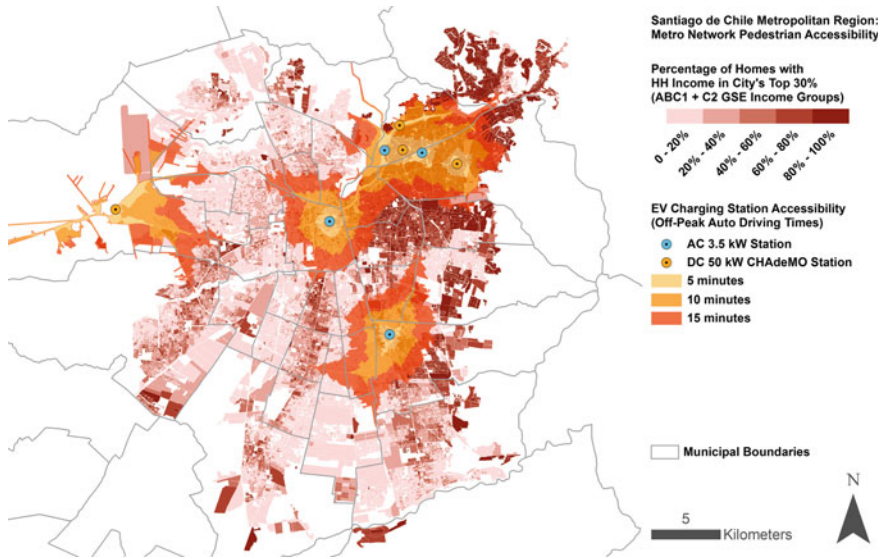 Santiago de Chile Metropolitan Region:
Metro Network Pedestrian Accessibility
Percentage of Homes with
HH Income in City's Top 30%
(ABC1 + C2 GSE Income Groups)
0 - 20%
20% - 40%
40% - 60%
60% - 80%
80% - 100%
EV Charging Station Accessibility
(Off-Peak Auto Driving Times)
AC 3.5 kW Station
DC 50 kW CHAdeMO Station
5 minutes
10 minutes
15 minutes
Municipal Boundaries
N
5
Kilometers